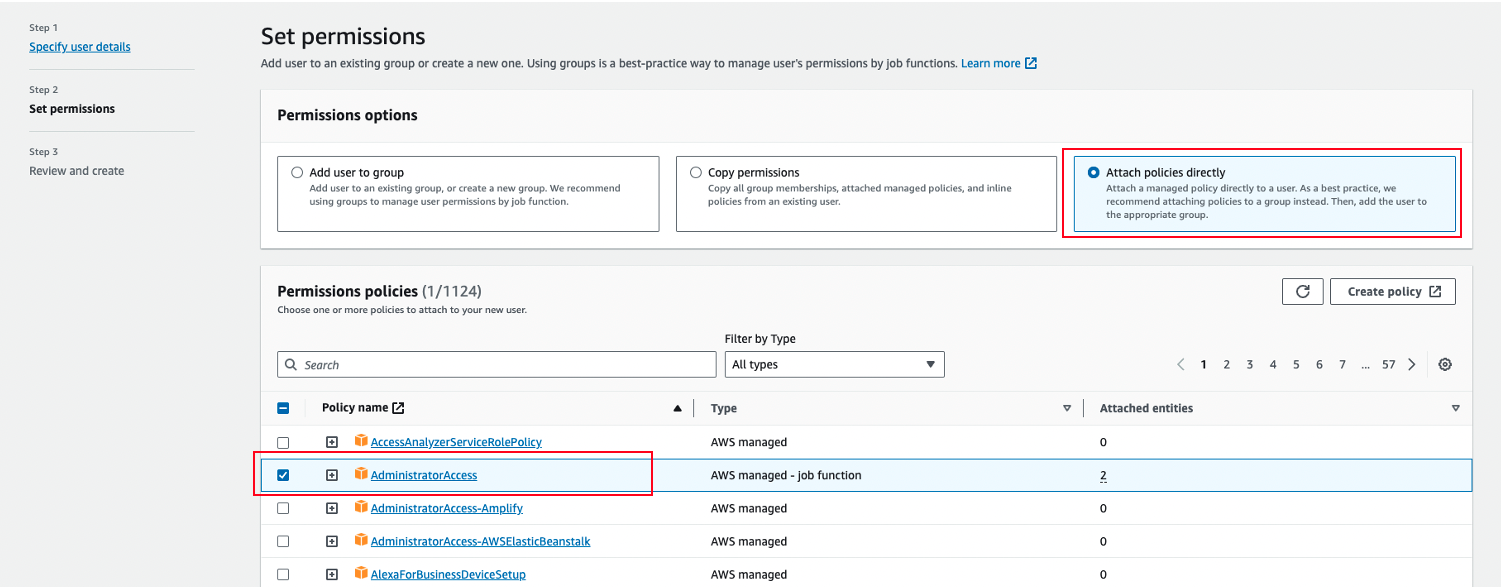 Step 1
Specify user details
Step 2
Set permissions
Step 3
Review and create
Set permissions
Add user to an existing group or create a new one. Using groups is a best-practice way to manage user's permissions by job functions. Learn more
Permissions options
Add user to group
Add user to an existing group, or create a new group. We recommend
using groups to manage user permissions by job function.
Copy permissions
Copy all group memberships, attached managed policies, and inline
policies from an existing user.
Attach policies directly
Attach a managed policy directly to a user. As a best practice, we
recommend attaching policies to a group instead. Then, add the user to
the appropriate group.
Permissions policies (1/1124)
Choose one or more policies to attach to your new user.
Create policy
Filter by Type
Search
All types
1 2 3 4 5 6 7 ... 57
Policy name Type Attached entities
AccessAnalyzerServiceRolePolicy AWS managed 0
AdministratorAccess AWS managed - job function 2
AdministratorAccess-Amplify AWS managed 0
AdministratorAccess-AWSElasticBeanstalk AWS managed 0
AlexaForBusinessDeviceSetup AWS managed 0